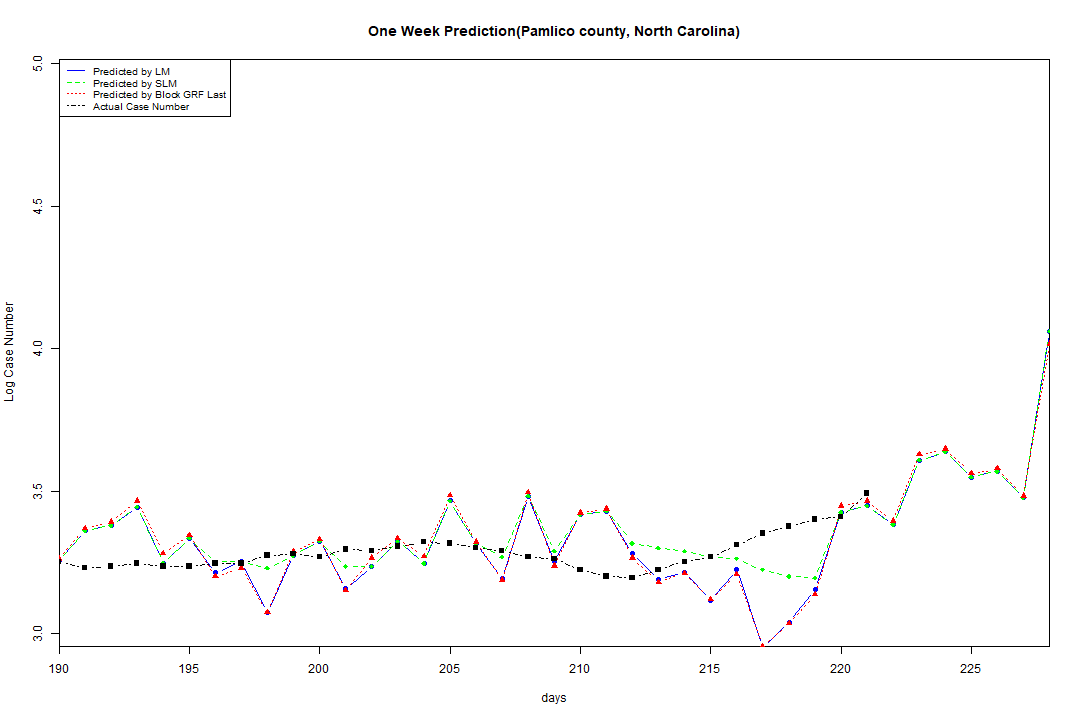 One Week Prediction(Pamlico county, North Carolina)
Predicted by LM
Predicted by SLM
Predicted by Block GRF Last
Actual Case Number
5.0
4.5
4.0
3.5
3.0
Log Case Number
190 195 200 205 210 215 220 225
days